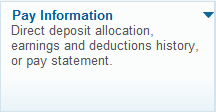 Pay Information
Direct deposit allocation,
earnings and deductions history,
or pay statement.